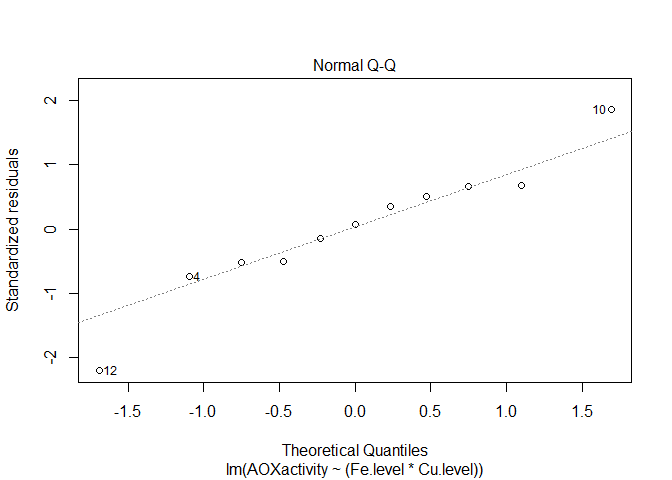 Normal Q-Q
Standardized residuals
2
1
0
-1
-2
10
4
12
-1.5 -1.0 -0.5 0.0 0.5 1.0 1.5
Theoretical Quantiles
lm(AOXactivity ~ (Fe.level * Cu.level))